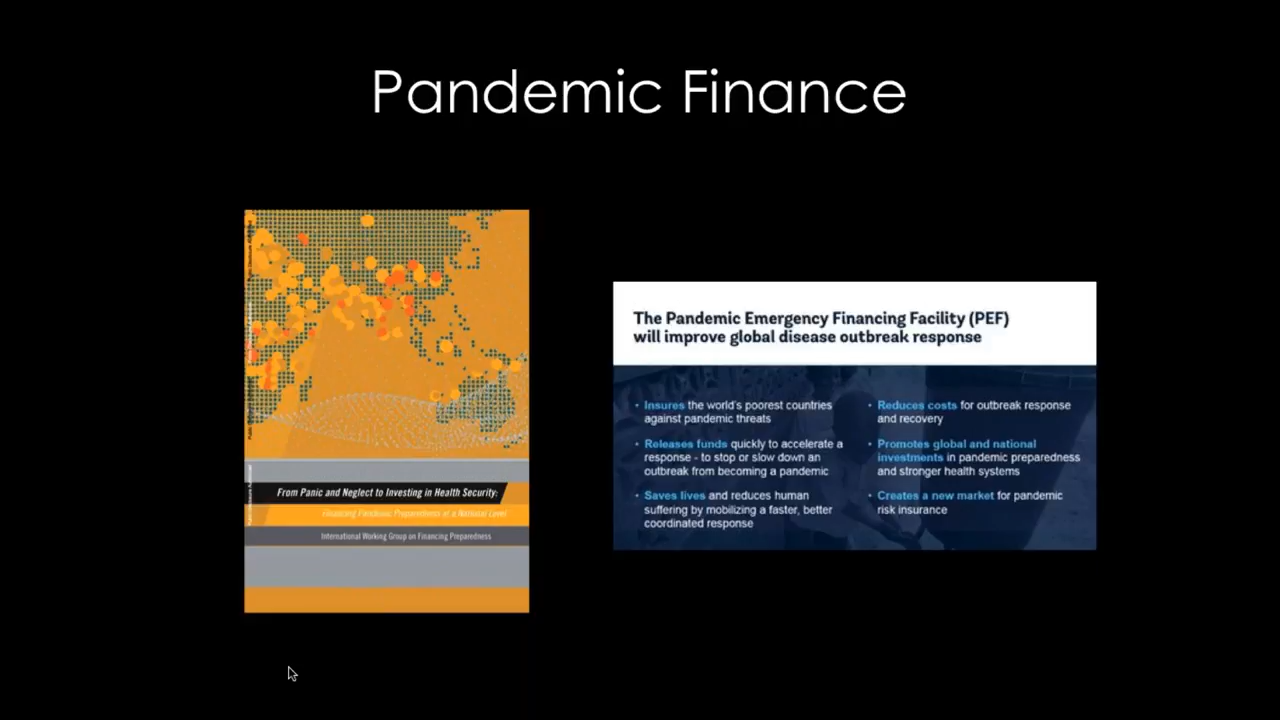 Pandemic Finance
From Panic and Neglect to Investing in Health Security:
Financing Pandemic Preparedness at a National Level
International Working Group on Financing Preparedness
The Pandemic Emergency Financing Facility (PEF)
will improve global disease outbreak response
• Insures the world's poorest countries
against pandemic threats
• Releases funds quickly to accelerate a
response - to stop or slow down an
outbreak from becoming a pandemic
• Saves lives and reduces human
suffering by mobilizing a faster, better
coordinated response
• Reduces costs for outbreak response
and recovery
• Promotes global and national
investments in pandemic preparedness
and stronger health systems
• Creates a new market for pandemic
risk insurance